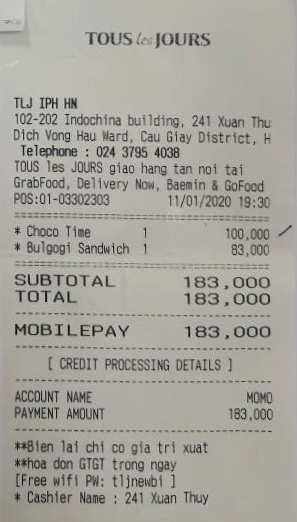 TOUS les JOURS
TLJ IPH HN
102-202 Indochina building, 241 Xuan Thu
Dich Vong Hau Ward, Cau Giay District, H
Telephone : 024 3795 4038
TOUS les JOURS giao hang tan noi tai
GrabFood, Delivery Now, Baemin & GoFood
POS:01-03302303 11/01/2020 19:30
* Choco Time 1 100,000
* Bulgogi Sandwich 1 83,000
SUBTOTAL 183,000
TOTAL 183,000
MOBILEPAY 183,000
[ CREDIT PROCESSING DETAILS ]
ACCOUNT NAME MOMO
PAYMENT AMOUNT 183,000
**Bien lai chi co gia tri xuat
**hoa don GTGT trong ngay
[Free wifi PW: tljnewbi ]
* Cashier Name : 241 Xuan Thuy